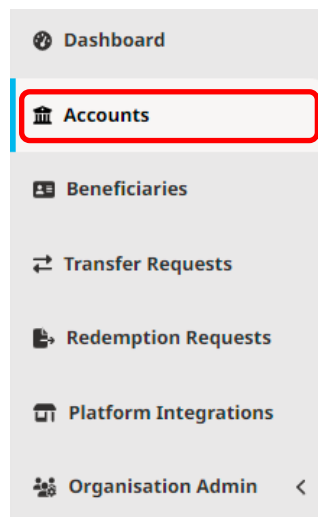 Dashboard
Accounts
Beneficiaries
Transfer Requests
Redemption Requests
Platform Integrations
Organisation Admin